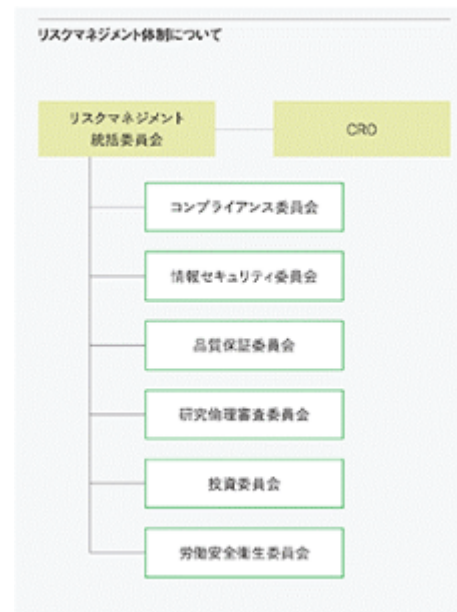 リスクマネジメント体制について
リスクマネジメント
統括委員会
CRO
コンプライアンス委員会
情報セキュリティ委員会
品質保証委員会
研究倫理審査委員会
投資委員会
労働安全衛生委員会